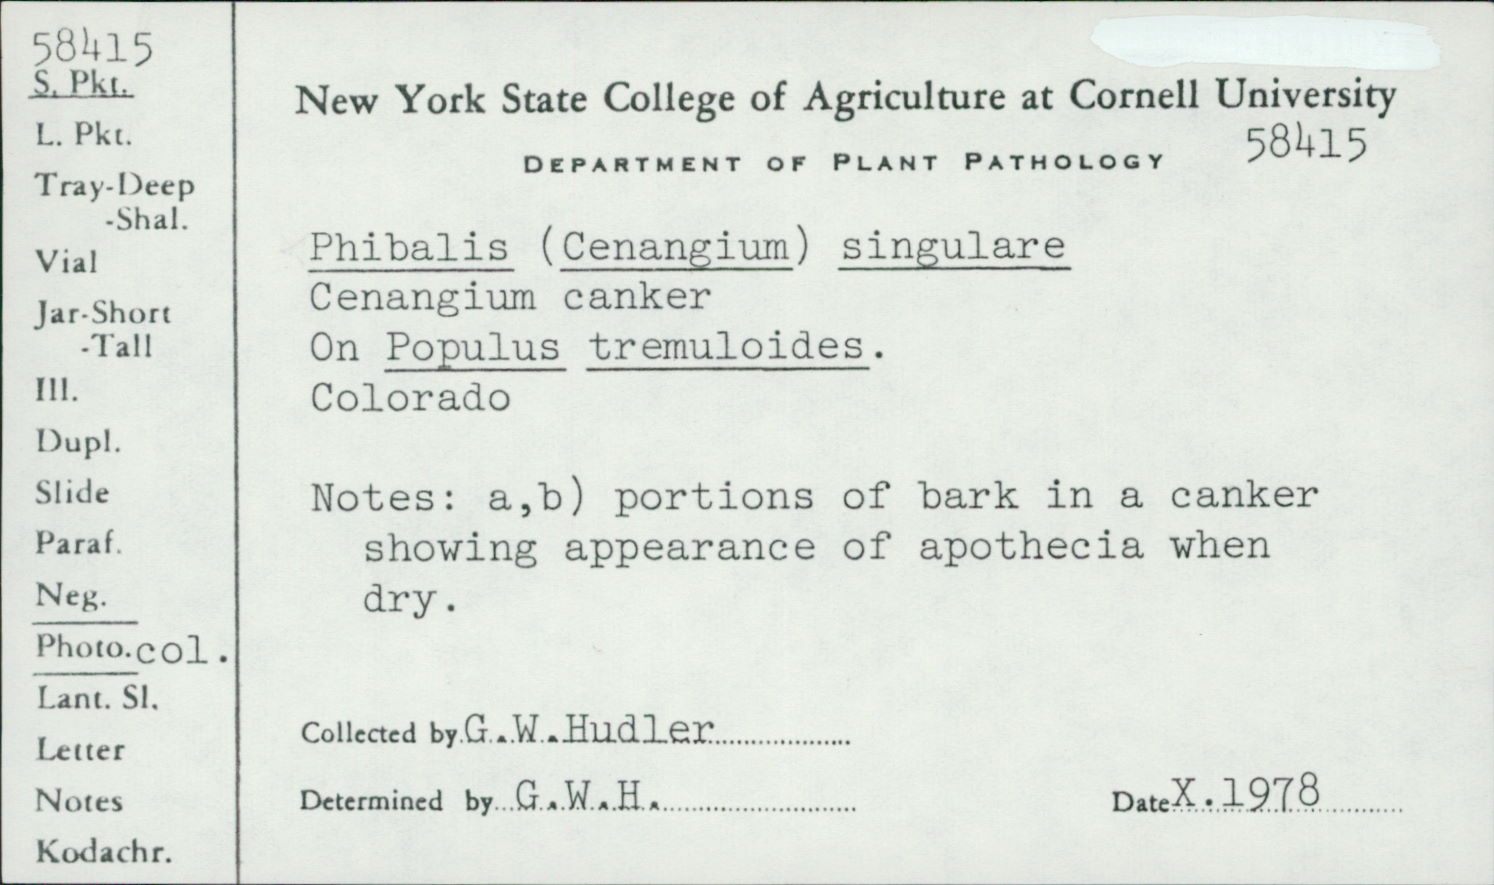 58415
S. Pkt.
L. Pkt.
Tray-Deep
-Shal.
Vial
Jar-Short
-Tall
Ill.
Dupl.
Slide
Paraf.
Neg.
Photo.col.
Lant. Sl.
Letter
Notes
Kodachr.
New York State College of Agriculture at Cornell University
58415
DEPARTMENT OF PLANT PATHOLOGY
Phibalis (Cenangium) singulare
Cenangium canker
On Populus tremuloides.
Colorado
Notes: a,b) portions of bark in a canker
showing appearance of apothecia when
dry.
Collected by G.W.Hudler
Determined by G.W.H.
Date X.1978